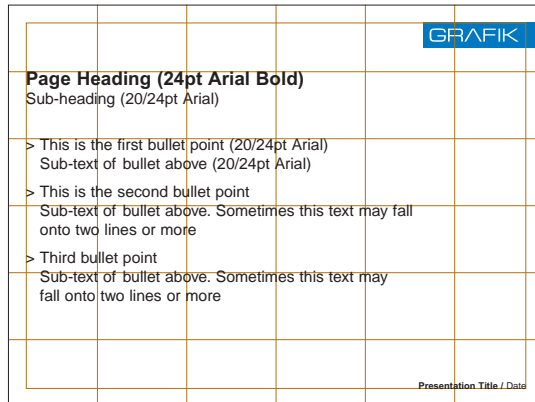 GRAFIK
Page Heading (24pt Arial Bold)
Sub-heading (20/24pt Arial)
> This is the first bullet point (20/24pt Arial)
Sub-text of bullet above (20/24pt Arial)
> This is the second bullet point
Sub-text of bullet above. Sometimes this text may fall
onto two lines or more
> Third bullet point
Sub-text of bullet above. Sometimes this text may
fall onto two lines or more
Presentation Title / Date